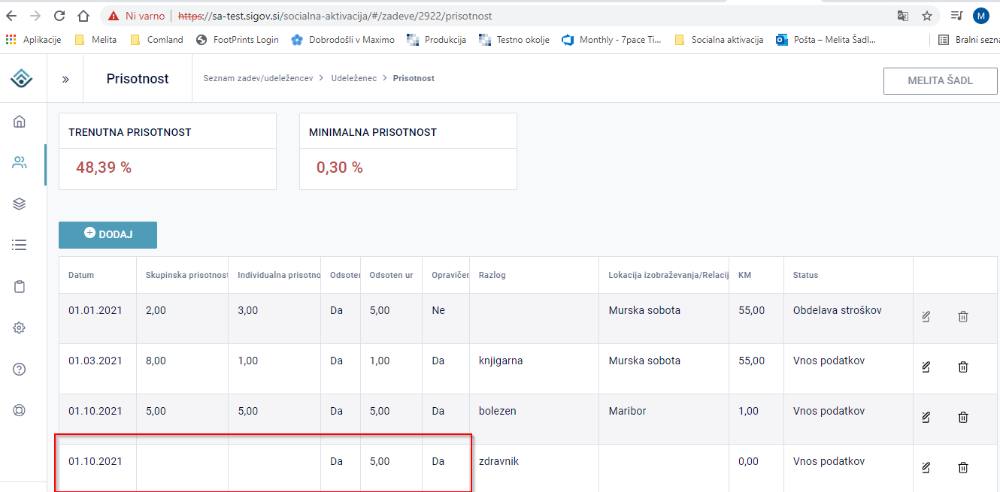 Ni varno | https://sa-test.sigov.si/socialna-aktivacija/#/zadeve/2922/prisotnost M
Aplikacije Melita Comland FootPrints Login Dobrodošli v Maximo Produkcija Testno okolje Monthly - 7pace Ti... Socialna aktivacija Pošta – Melita Šadl... Bralni sezna
» Prisotnost Seznam zadev/udeležencev > Udeleženec > Prisotnost MELITA ŠADL
TRENUTNA PRISOTNOST MINIMALNA PRISOTNOST
48,39 % 0,30 %
DODAJ
Datum Skupinska prisotnost Individualna prisotno Odsoten Odsoten ur Opravičen Razlog Lokacija izobraževanja/Relacij KM Status
01.01.2021 2,00 3,00 Da 5,00 Ne Murska sobota 55,00 Obdelava stroškov
01.03.2021 8,00 1,00 Da 1,00 Da knjigarna Murska sobota 55,00 Vnos podatkov
01.10.2021 5,00 5,00 Da 5,00 Da bolezen Maribor 1,00 Vnos podatkov
01.10.2021 Da 5,00 Da zdravnik 0,00 Vnos podatkov